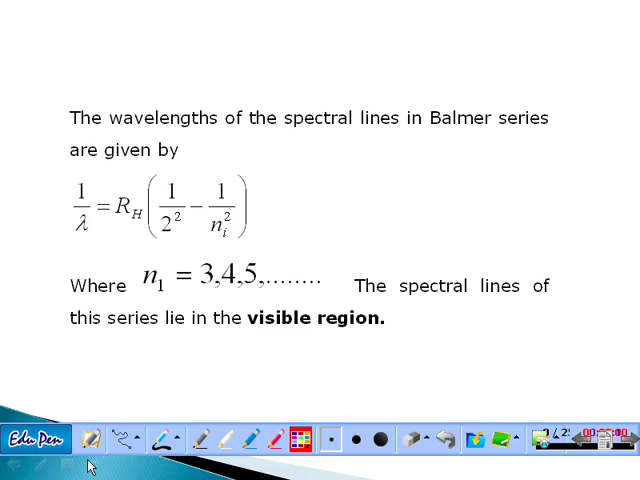 The wavelengths of the spectral lines in Balmer series
are given by
1/λ = R_H (1/2² − 1/n_i²)
Where n₁ = 3,4,5,........ The spectral lines of
this series lie in the visible region.
Edu Pen